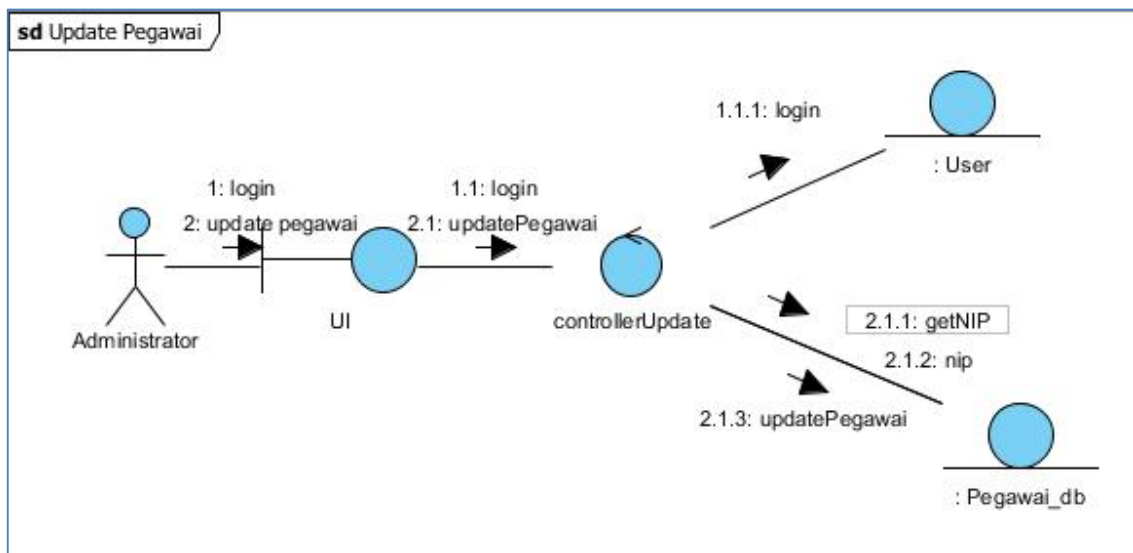 sd Update Pegawai
1.1.1: login
: User
1: login
2: update pegawai
1.1: login
2.1: updatePegawai
Administrator
UI
controllerUpdate
2.1.1: getNIP
2.1.2: nip
2.1.3: updatePegawai
: Pegawai_db